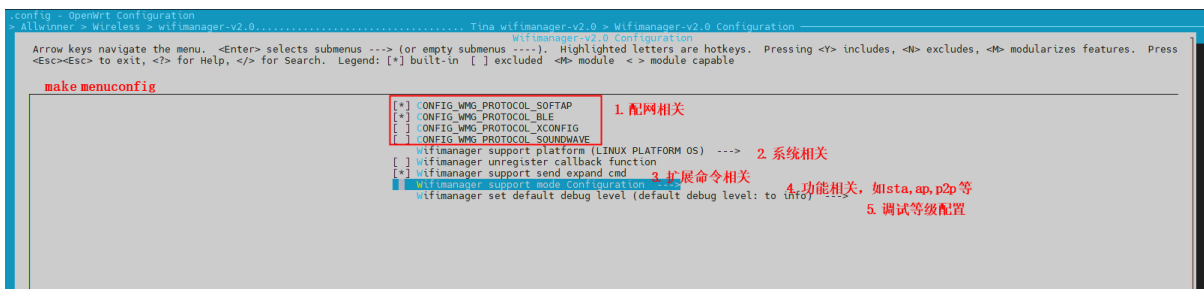 .config - OpenWrt Configuration
> Allwinner > Wireless > wifimanager-v2.0.................................. Tina wifimanager-v2.0 > Wifimanager-v2.0 Configuration
Wifimanager-v2.0 Configuration
Arrow keys navigate the menu.  <Enter> selects submenus ---> (or empty submenus ----).  Highlighted letters are hotkeys.  Pressing <Y> includes, <N> excludes, <M> modularizes features.  Press
<Esc><Esc> to exit, <?> for Help, </> for Search.  Legend: [*] built-in  [ ] excluded  <M> module  < > module capable
make menuconfig
[*] CONFIG_WMG_PROTOCOL_SOFTAP
[*] CONFIG_WMG_PROTOCOL_BLE
[ ] CONFIG_WMG_PROTOCOL_XCONFIG
[ ] CONFIG_WMG_PROTOCOL_SOUNDWAVE
1. 配网相关
Wifimanager support platform (LINUX PLATFORM OS)  --->
2. 系统相关
[ ] Wifimanager unregister callback function
[*] Wifimanager support send expand cmd
3. 扩展命令相关
Wifimanager support mode Configuration  --->
4. 功能相关，如sta,ap,p2p等
Wifimanager set default debug level (default debug level: to info)  --->
5. 调试等级配置